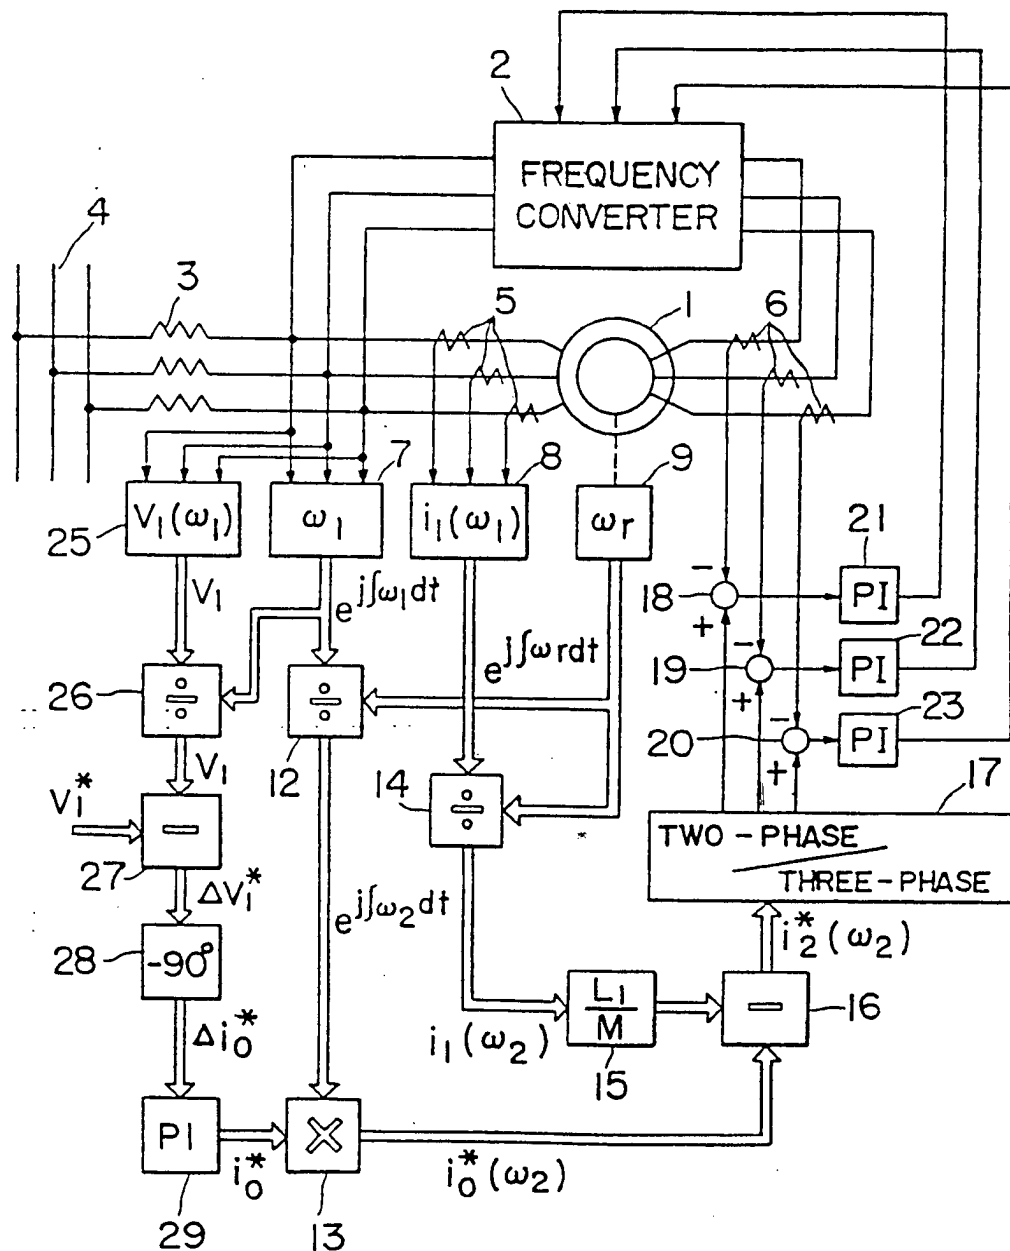 2
FREQUENCY
CONVERTER
4
3
5
1
6
7
8
9
V₁(ω₁)
ω₁
i₁(ω₁)
ωr
25
21
V₁
e^{j∫ω₁dt}
−
18
PI
+
22
e^{j∫ωrdt}
−
19
PI
+
26
÷
÷
23
−
20
PI
+
V₁
12
17
V₁*
14
÷
−
TWO-PHASE
THREE-PHASE
27
ΔV₁*
e^{j∫ω₂dt}
i₂*(ω₂)
28
-90°
L₁
M
−
16
Δi₀*
i₁(ω₂)
15
PI
×
i₀*
i₀*(ω₂)
29
13